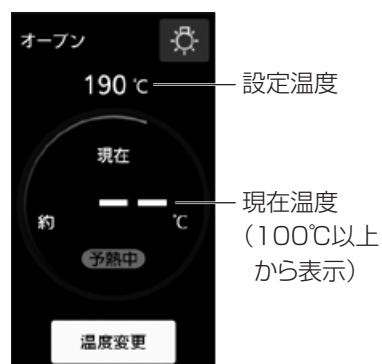 オーブン
190℃
設定温度
現在
約 －－ ℃
予熱中
温度変更
現在温度
（100℃以上
から表示）